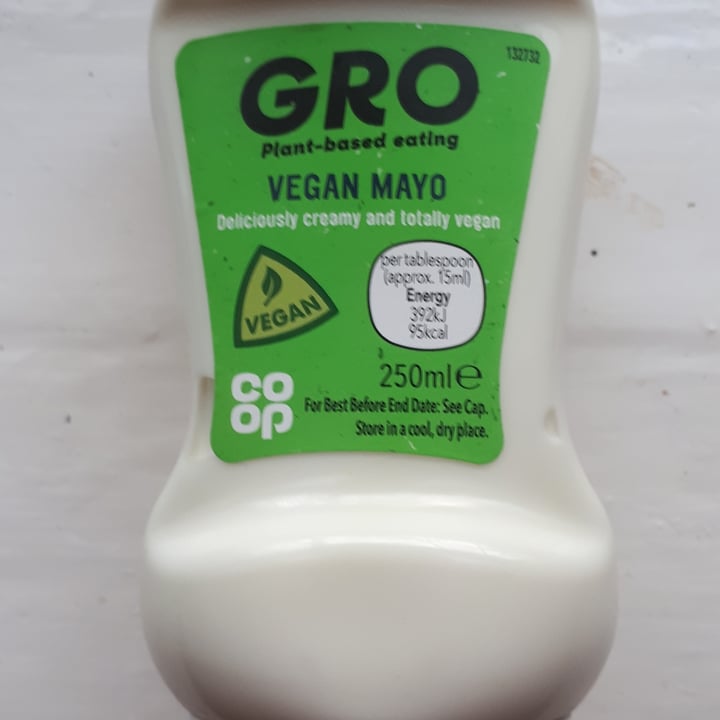 132732
GRO
Plant-based eating
VEGAN MAYO
Deliciously creamy and totally vegan
VEGAN
per tablespoon
(approx. 15ml)
Energy
392kJ
95kcal
250ml℮
co
op
For Best Before End Date: See Cap.
Store in a cool, dry place.